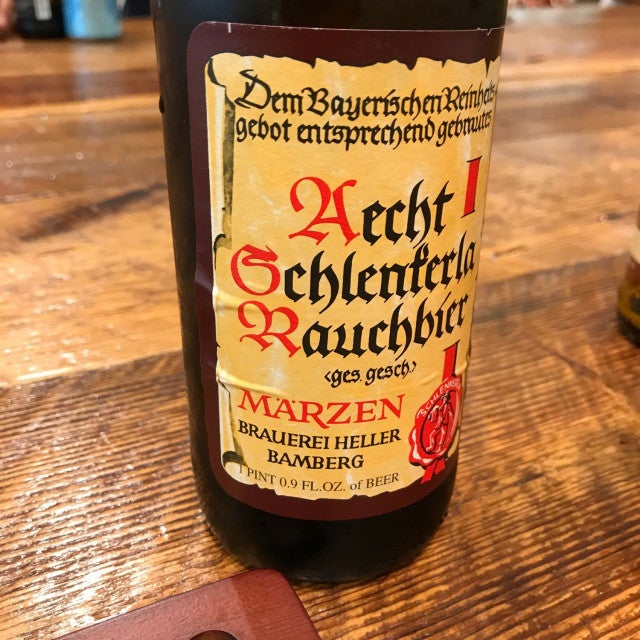 Dem Bayerischen Reinheits-
gebot entsprechend gebrautes
Aecht
Schlenkerla
Rauchbier
<ges. gesch.>
MÄRZEN
BRAUEREI HELLER
BAMBERG
1 PINT 0.9 FL.OZ. of BEER